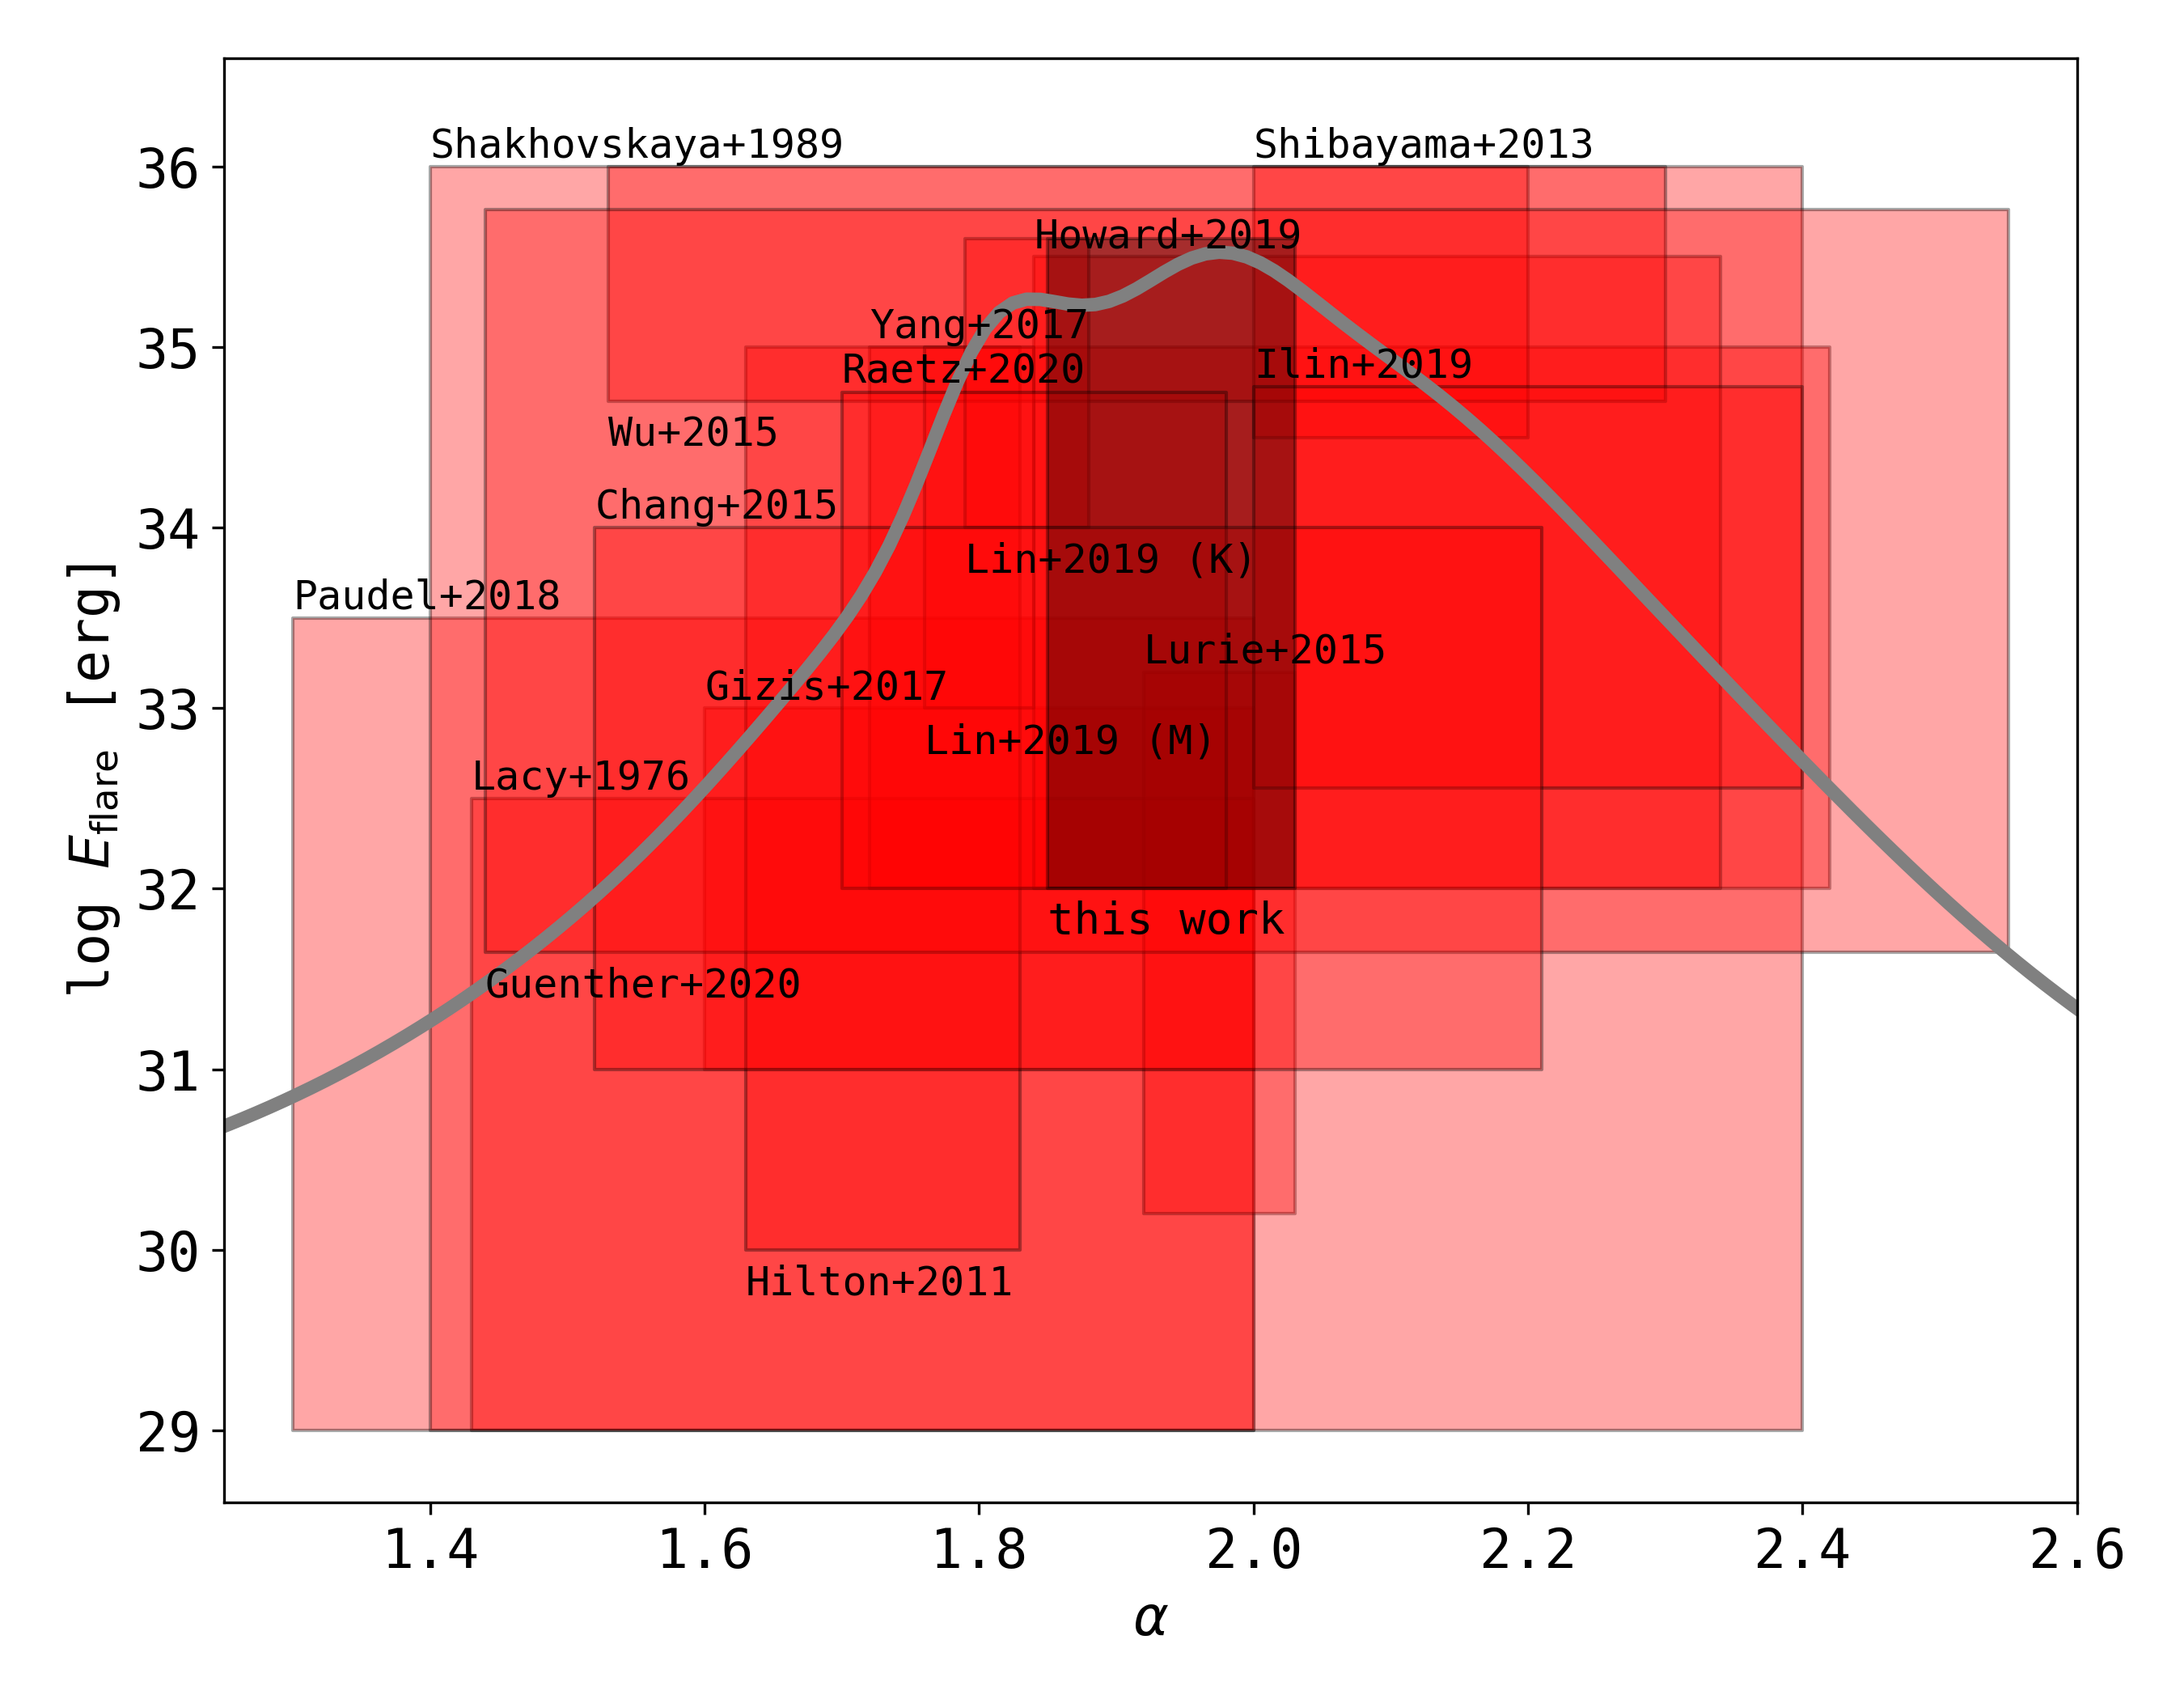 Shakhovskaya+1989
Shibayama+2013
36
Howard+2019
Yang+2017
35
Raetz+2020
Ilin+2019
Wu+2015
Chang+2015
34
Lin+2019 (K)
Paudel+2018
Lurie+2015
Gizis+2017
33
Lin+2019 (M)
Lacy+1976
32
this work
Guenther+2020
31
30
Hilton+2011
29
log E_flare [erg]
1.4 1.6 1.8 2.0 2.2 2.4 2.6
α